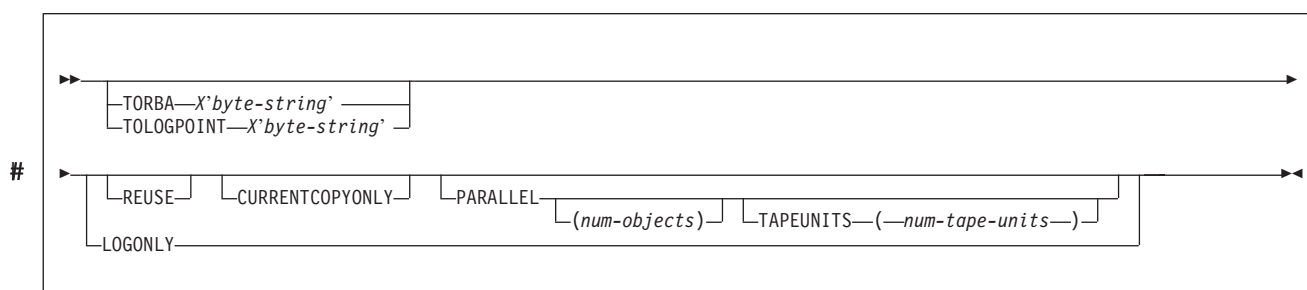 TORBA X'byte-string'
TOLOGPOINT X'byte-string'
#
REUSE CURRENTCOPYONLY PARALLEL
(num-objects) TAPEUNITS ( num-tape-units )
LOGONLY